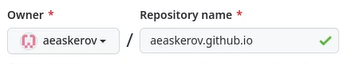 Owner * Repository name *
aeaskerov / aeaskerov.github.io